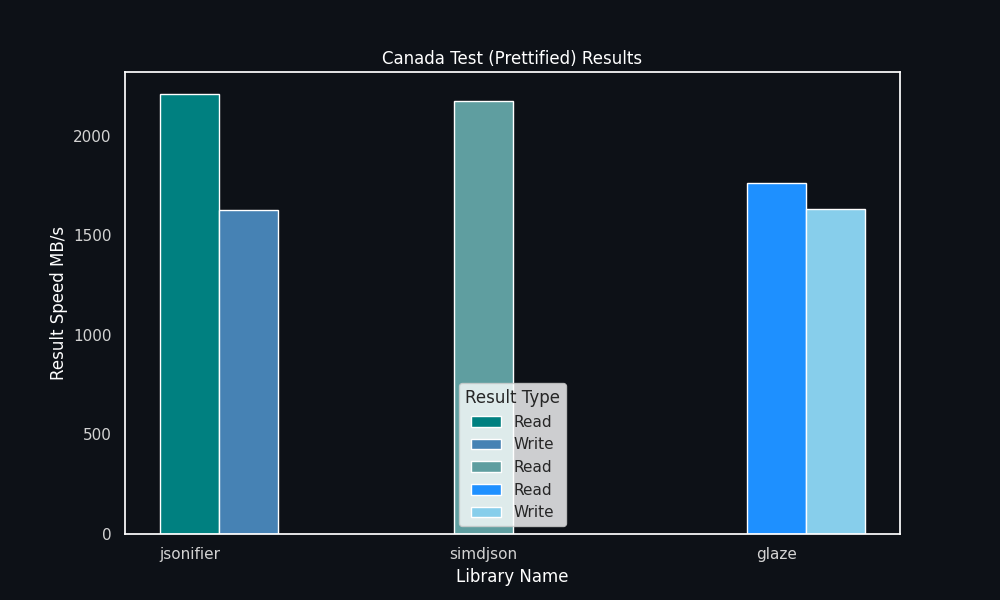 Canada Test (Prettified) Results
Result Speed MB/s
2000
1500
1000
500
0
Result Type
Read
Write
Read
Read
Write
jsonifier
simdjson
glaze
Library Name